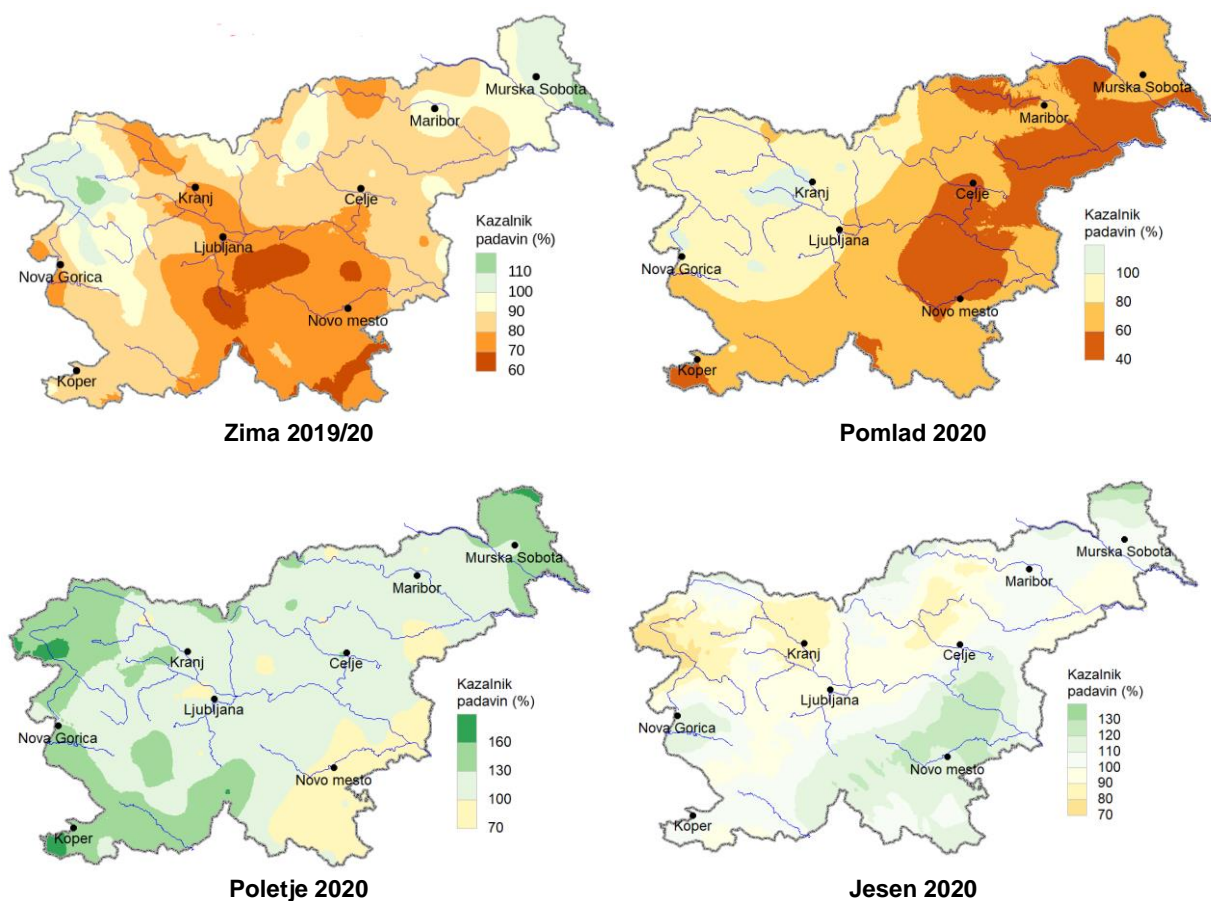 Murska Sobota
Maribor
Kranj
Celje
Ljubljana
Nova Gorica
Novo mesto
Koper
Kazalnik
padavin (%)
110
100
90
80
70
60
Zima 2019/20
Murska Sobota
Maribor
Kranj
Celje
Ljubljana
Nova Gorica
Novo mesto
Koper
Kazalnik
padavin (%)
100
80
60
40
Pomlad 2020
Murska Sobota
Maribor
Kranj
Celje
Ljubljana
Nova Gorica
Novo mesto
Koper
Kazalnik
padavin (%)
160
130
100
70
Poletje 2020
Murska Sobota
Maribor
Kranj
Celje
Ljubljana
Nova Gorica
Novo mesto
Koper
Kazalnik
padavin (%)
130
120
110
100
90
80
70
Jesen 2020